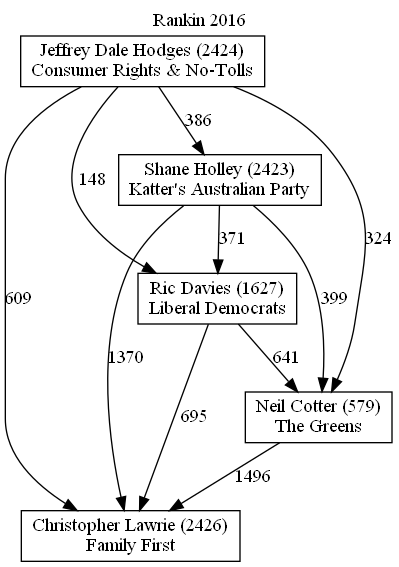 Rankin 2016
Jeffrey Dale Hodges (2424)
Consumer Rights & No-Tolls
386
Shane Holley (2423)
Katter's Australian Party
148
371
324
Ric Davies (1627)
Liberal Democrats
609
399
1370
641
695
Neil Cotter (579)
The Greens
1496
Christopher Lawrie (2426)
Family First